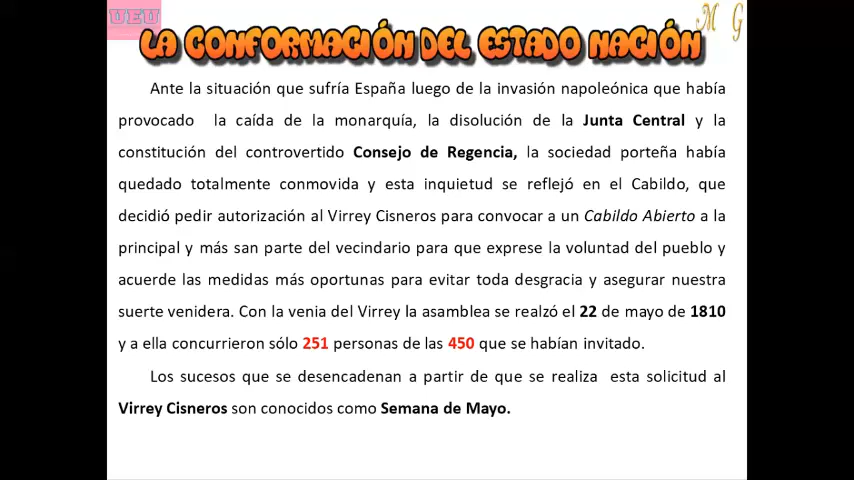 UEU
M G
LA CONFORMACIÓN DEL ESTADO NACIÓN
Ante la situación que sufría España luego de la invasión napoleónica que había
provocado la caída de la monarquía, la disolución de la Junta Central y la
constitución del controvertido Consejo de Regencia, la sociedad porteña había
quedado totalmente conmovida y esta inquietud se reflejó en el Cabildo, que
decidió pedir autorización al Virrey Cisneros para convocar a un Cabildo Abierto a la
principal y más san parte del vecindario para que exprese la voluntad del pueblo y
acuerde las medidas más oportunas para evitar toda desgracia y asegurar nuestra
suerte venidera. Con la venia del Virrey la asamblea se realzó el 22 de mayo de 1810
y a ella concurrieron sólo 251 personas de las 450 que se habían invitado.
Los sucesos que se desencadenan a partir de que se realiza esta solicitud al
Virrey Cisneros son conocidos como Semana de Mayo.